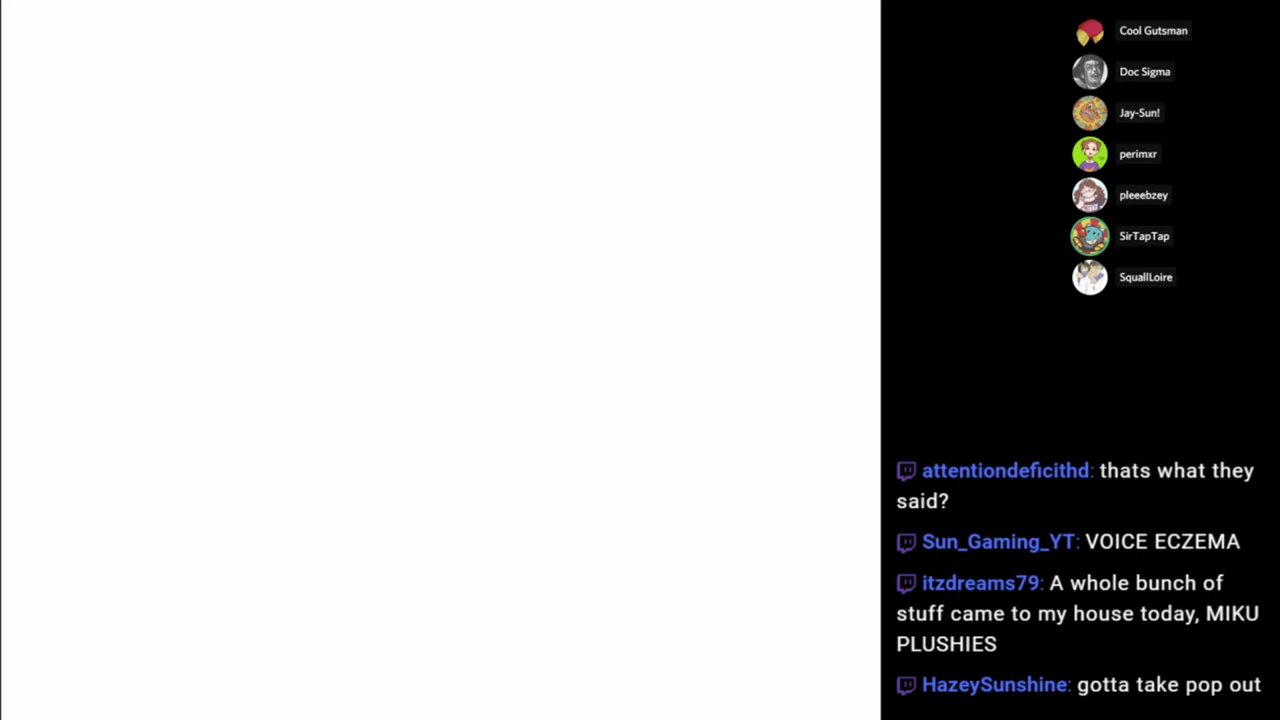 Cool Gutsman
Doc Sigma
Jay-Sun!
perimxr
pleeebzey
SirTapTap
SquallLoire
attentiondeficithd: thats what they
said?
Sun_Gaming_YT: VOICE ECZEMA
itzdreams79: A whole bunch of
stuff came to my house today, MIKU
PLUSHIES
HazeySunshine: gotta take pop out